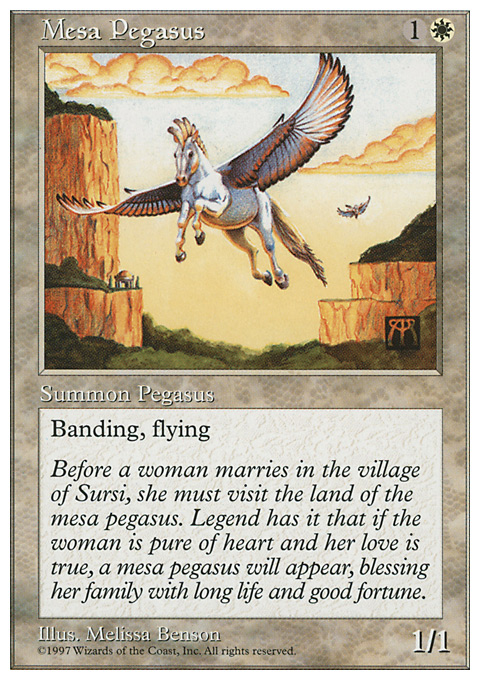 Mesa Pegasus 1
Summon Pegasus
Banding, flying
Before a woman marries in the village
of Sursi, she must visit the land of the
mesa pegasus. Legend has it that if the
woman is pure of heart and her love is
true, a mesa pegasus will appear, blessing
her family with long life and good fortune.
Illus. Melissa Benson
1/1
©1997 Wizards of the Coast, Inc. All rights reserved.